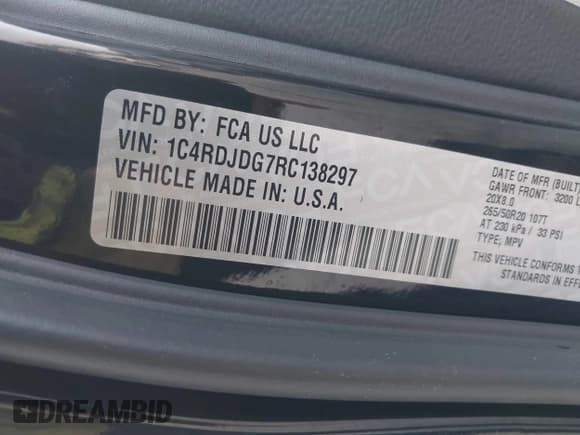 MFD BY: FCA US LLC
VIN: 1C4RDJDG7RC138297
VEHICLE MADE IN: U.S.A.
DATE OF MFR (BUILT
GAWR FRONT: 3200 L
20X8.0
265/50R20 107T
AT 230 kPa / 33 PSI
TYPE: MPV
THIS VEHICLE CONFORMS
STANDARDS IN EFFE
DREAMBID